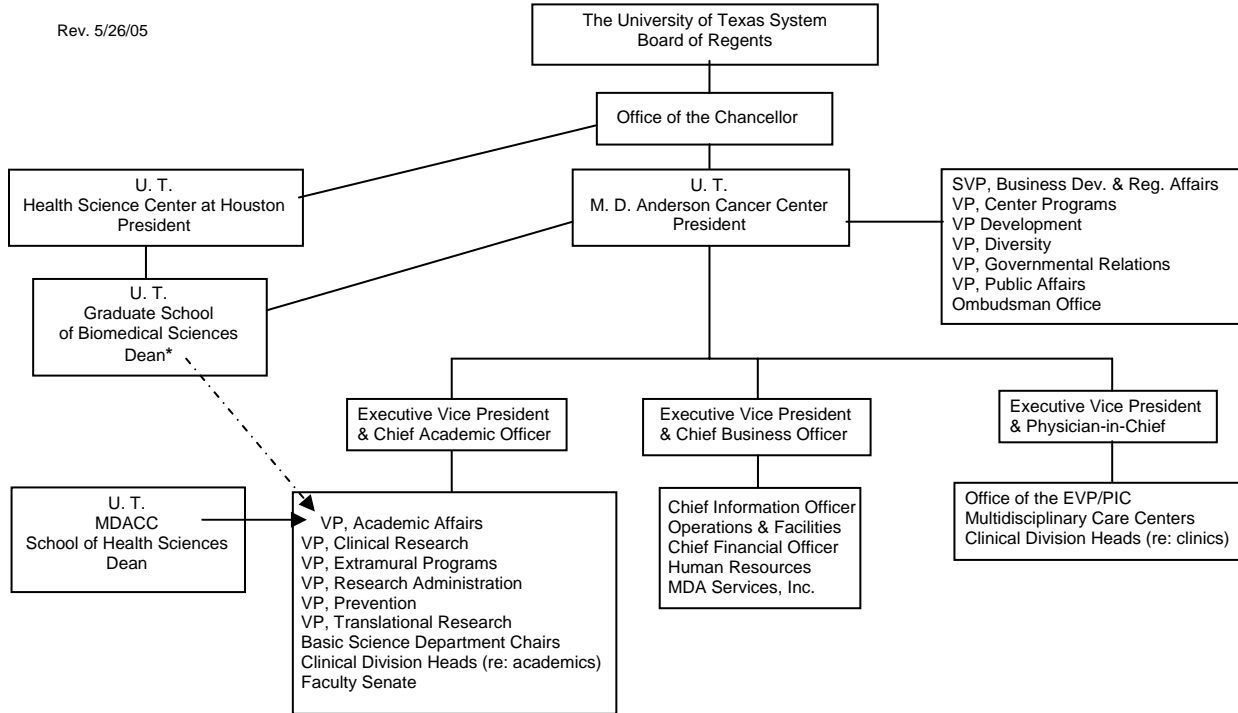 Rev. 5/26/05
The University of Texas System
Board of Regents
Office of the Chancellor
U. T.
Health Science Center at Houston
President
U. T.
M. D. Anderson Cancer Center
President
SVP, Business Dev. & Reg. Affairs
VP, Center Programs
VP Development
VP, Diversity
VP, Governmental Relations
VP, Public Affairs
Ombudsman Office
U. T.
Graduate School
of Biomedical Sciences
Dean*
Executive Vice President
& Chief Academic Officer
Executive Vice President
& Chief Business Officer
Executive Vice President
& Physician-in-Chief
U. T.
MDACC
School of Health Sciences
Dean
VP, Academic Affairs
VP, Clinical Research
VP, Extramural Programs
VP, Research Administration
VP, Prevention
VP, Translational Research
Basic Science Department Chairs
Clinical Division Heads (re: academics)
Faculty Senate
Chief Information Officer
Operations & Facilities
Chief Financial Officer
Human Resources
MDA Services, Inc.
Office of the EVP/PIC
Multidisciplinary Care Centers
Clinical Division Heads (re: clinics)